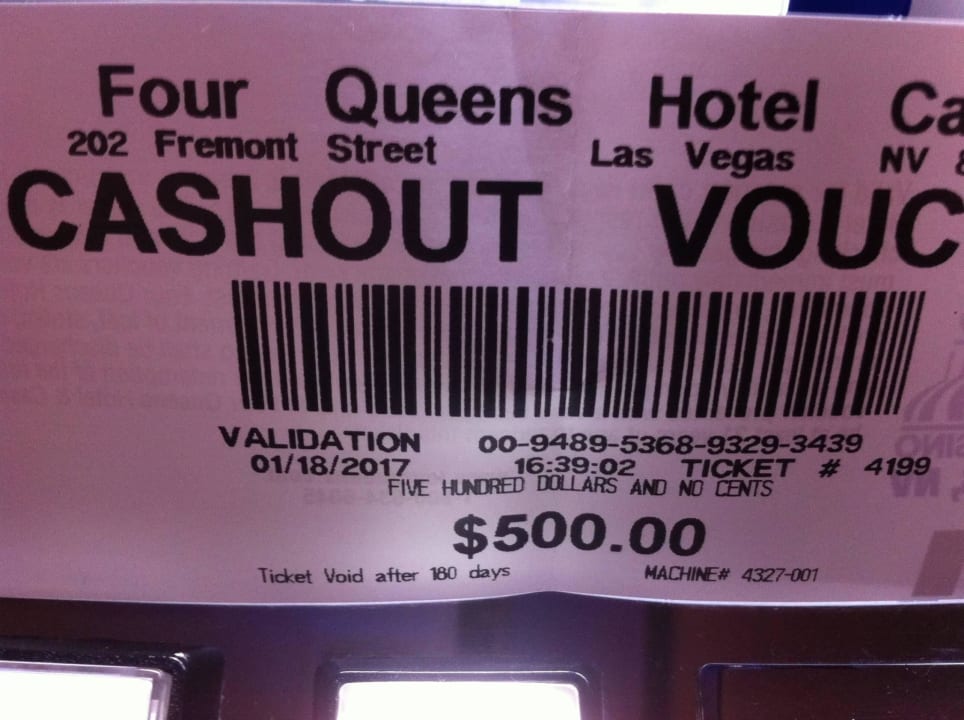 Four Queens Hotel Ca
202 Fremont Street Las Vegas NV
CASHOUT VOUC
VALIDATION 00-9489-5368-9329-3439
01/18/2017 16:39:02 TICKET # 4199
FIVE HUNDRED DOLLARS AND NO CENTS
$500.00
Ticket Void after 180 days MACHINE# 4327-001